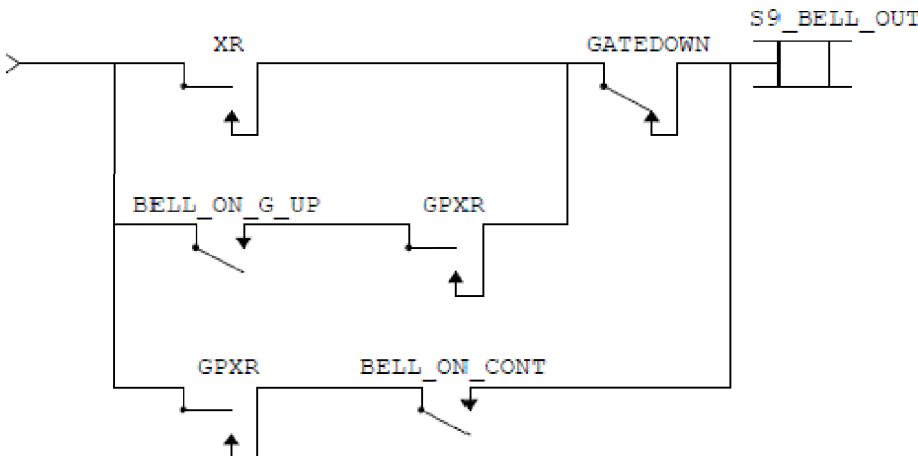 S9_BELL_OUT
XR
GATEDOWN
BELL_ON_G_UP
GPXR
GPXR
BELL_ON_CONT